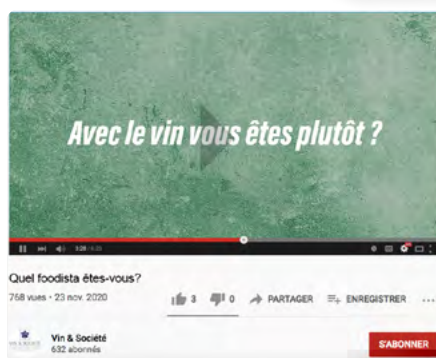 Avec le vin vous êtes plutôt ?
Quel foodista êtes-vous?
768 vues • 23 nov. 2020
3
0
PARTAGER
ENREGISTRER
Vin & Société
632 abonnés
S'ABONNER